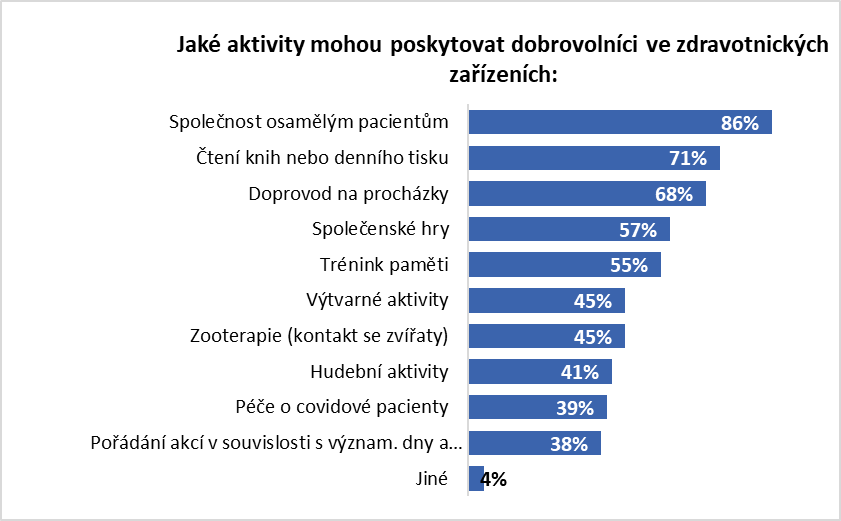 Jaké aktivity mohou poskytovat dobrovolníci ve zdravotnických
zařízeních:
Společnost osamělým pacientům 86%
Čtení knih nebo denního tisku 71%
Doprovod na procházky 68%
Společenské hry 57%
Trénink paměti 55%
Výtvarné aktivity 45%
Zooterapie (kontakt se zvířaty) 45%
Hudební aktivity 41%
Péče o covidové pacienty 39%
Pořádání akcí v souvislosti s význam. dny a... 38%
Jiné 4%